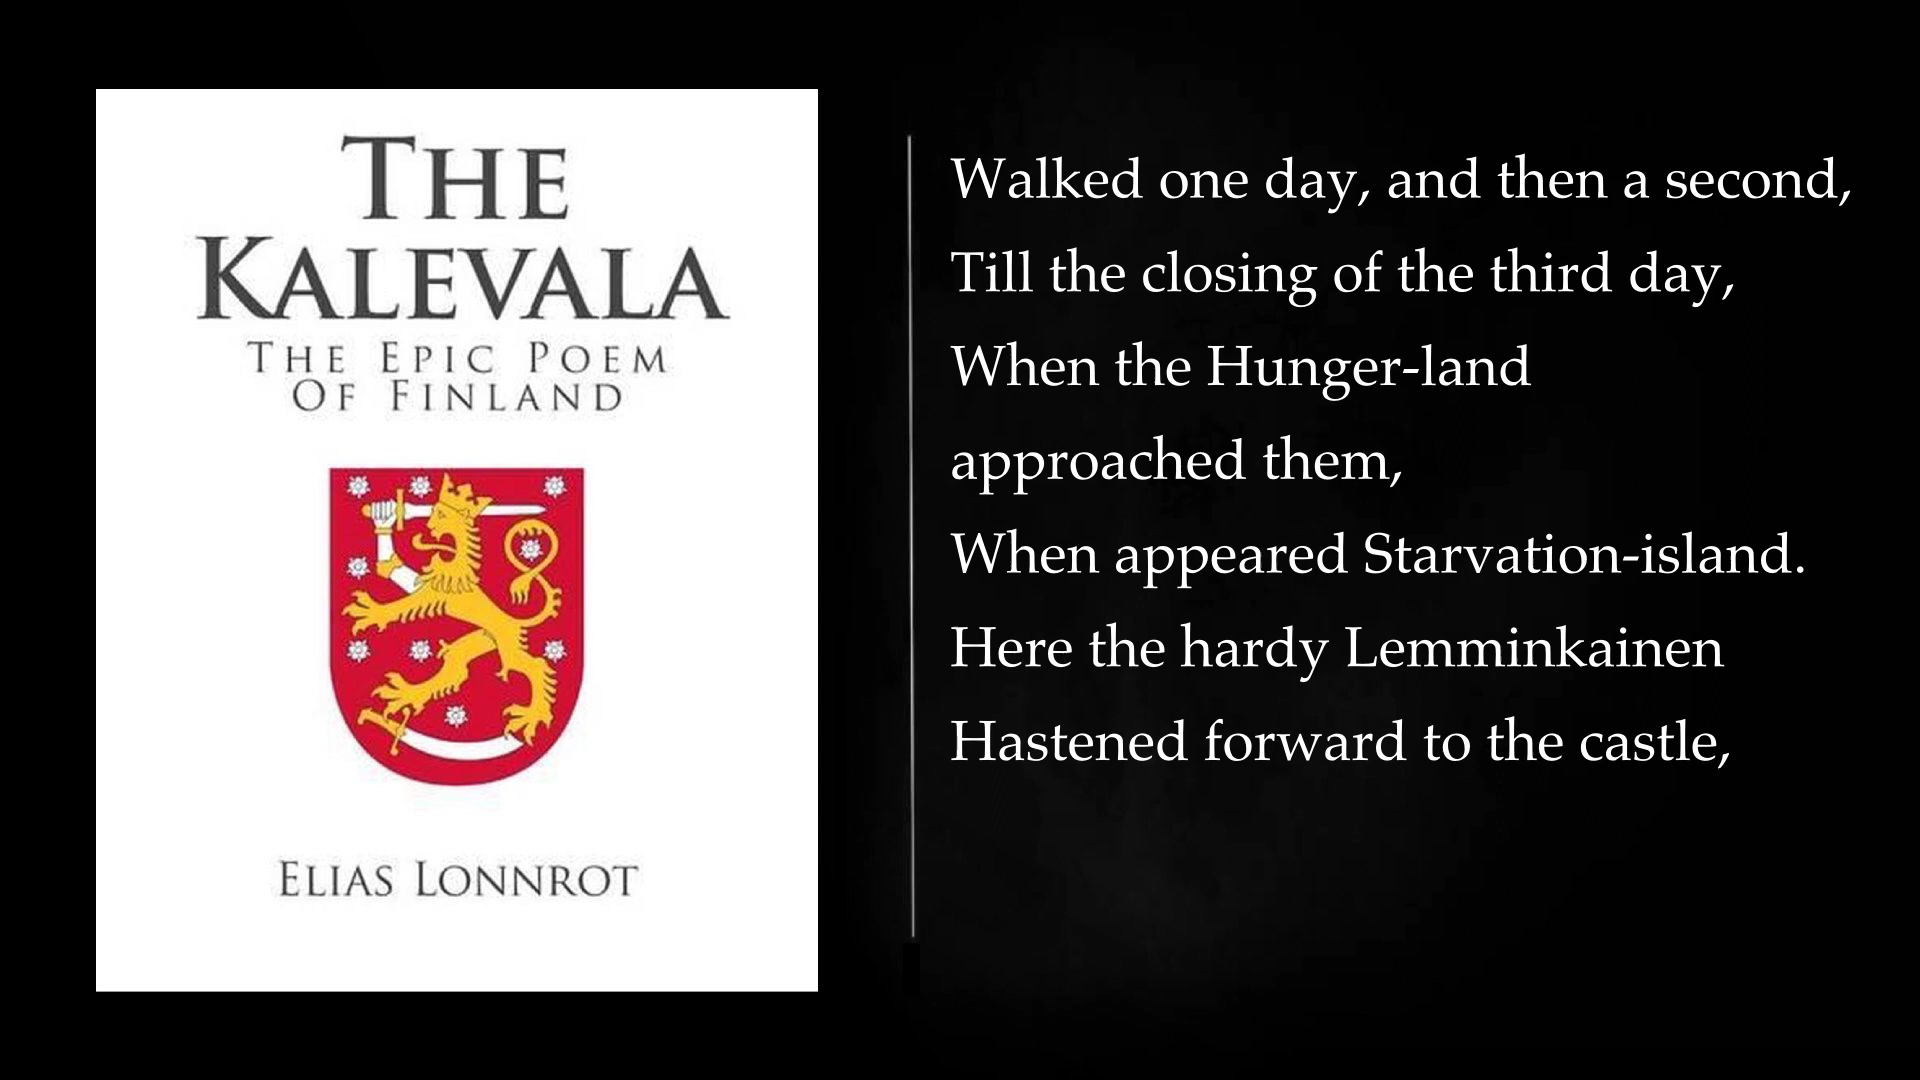 THE
KALEVALA
THE EPIC POEM
OF FINLAND
ELIAS LONNROT
Walked one day, and then a second,
Till the closing of the third day,
When the Hunger-land
approached them,
When appeared Starvation-island.
Here the hardy Lemminkainen
Hastened forward to the castle,